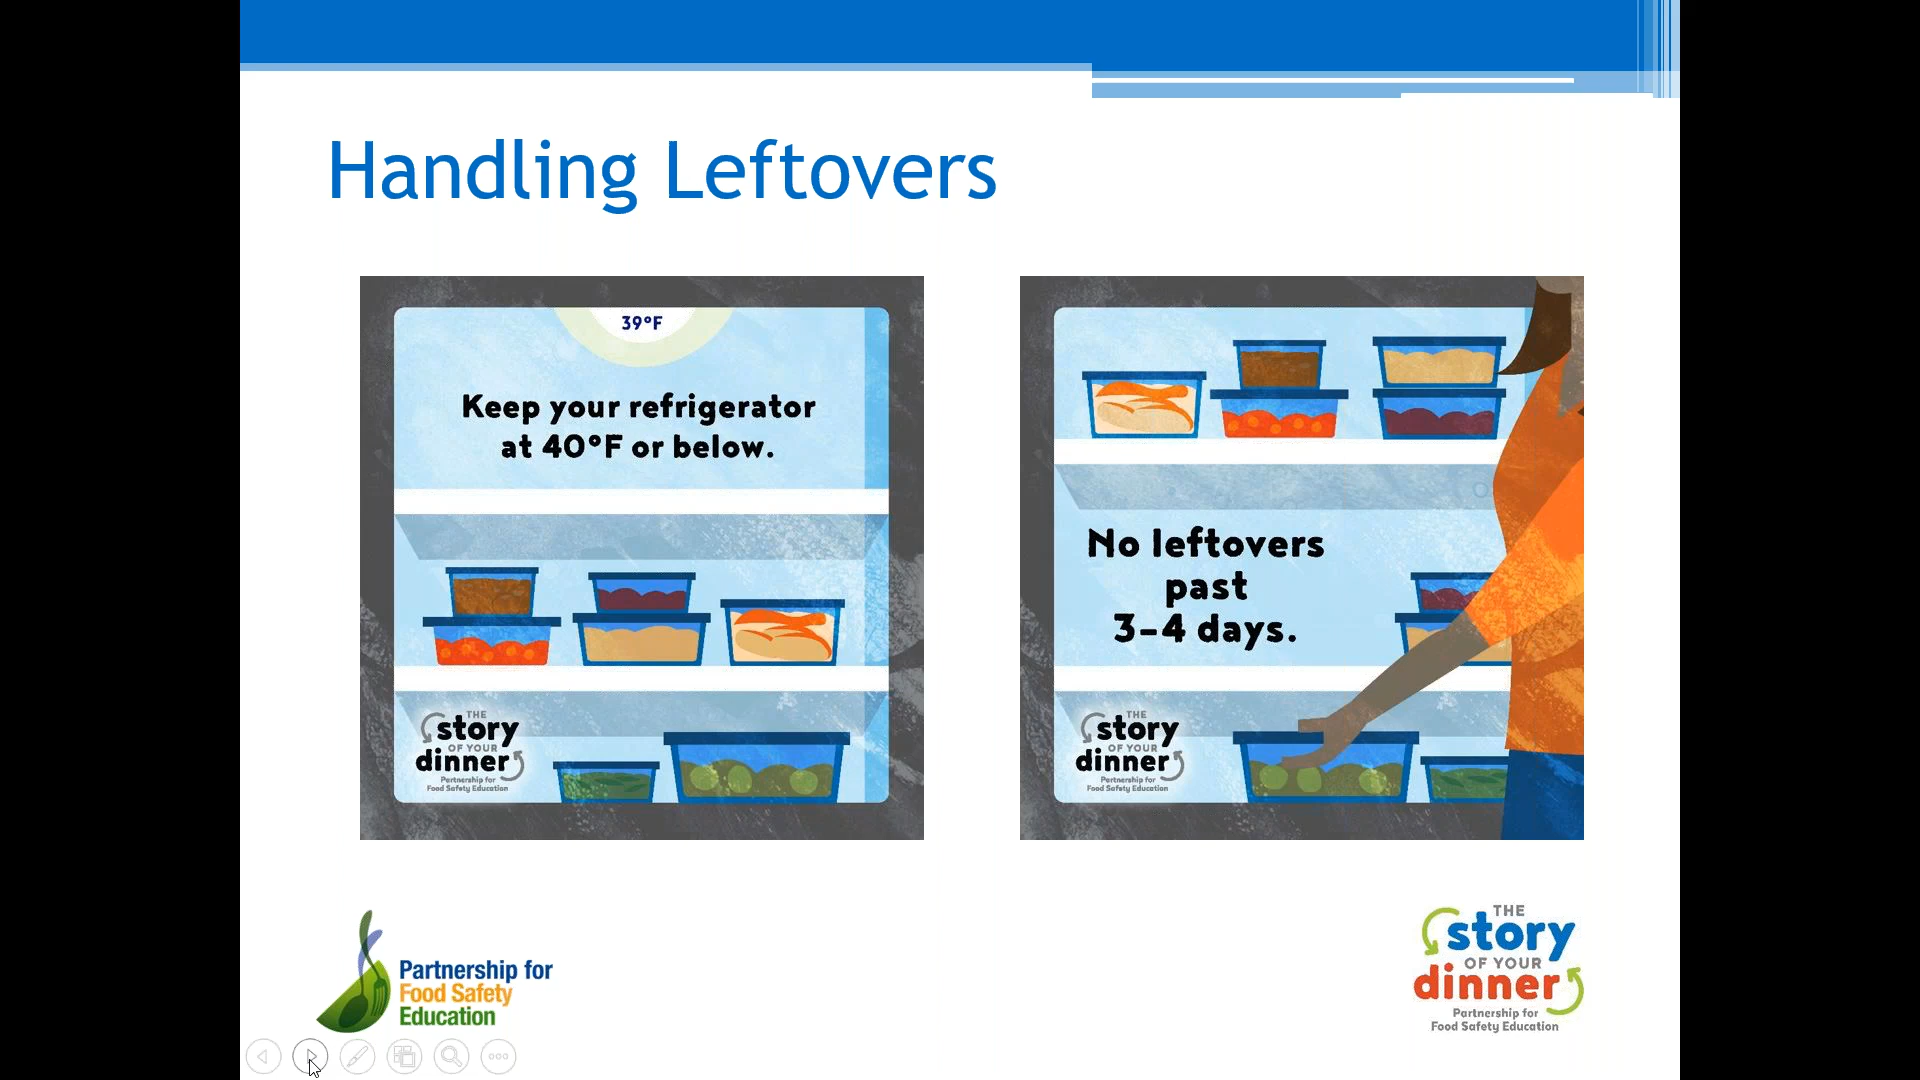 Handling Leftovers
39°F
Keep your refrigerator
at 40°F or below.
THE
story
OF YOUR
dinner
Partnership for
Food Safety Education
No leftovers
past
3-4 days.
THE
story
OF YOUR
dinner
Partnership for
Food Safety Education
Partnership for
Food Safety
Education
THE
story
OF YOUR
dinner
Partnership for
Food Safety Education